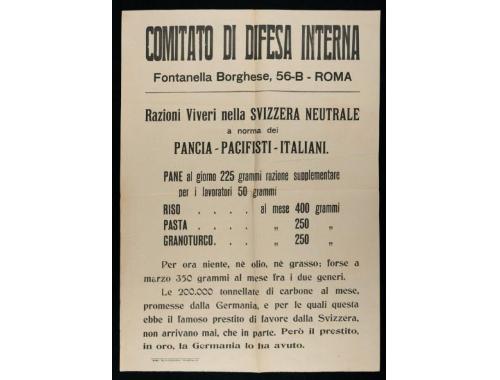 COMITATO DI DIFESA INTERNA
Fontanella Borghese, 56-B - ROMA
Razioni Viveri nella SVIZZERA NEUTRALE
a norma dei
PANCIA - PACIFISTI - ITALIANI.
PANE al giorno 225 grammi razione supplementare
per i lavoratori 50 grammi
RISO . . . . . al mese 400 grammi
PASTA . . . . „ 250 „
GRANOTURCO. . . „ 250 „
Per ora niente, nè olio, nè grasso; forse a
marzo 350 grammi al mese fra i due generi.
Le 200.000 tonnellate di carbone al mese,
promesse dalla Germania, e per le quali questa
ebbe il famoso prestito di favore dalla Svizzera,
non arrivano mai, che in parte. Però il prestito,
in oro, la Germania lo ha avuto.